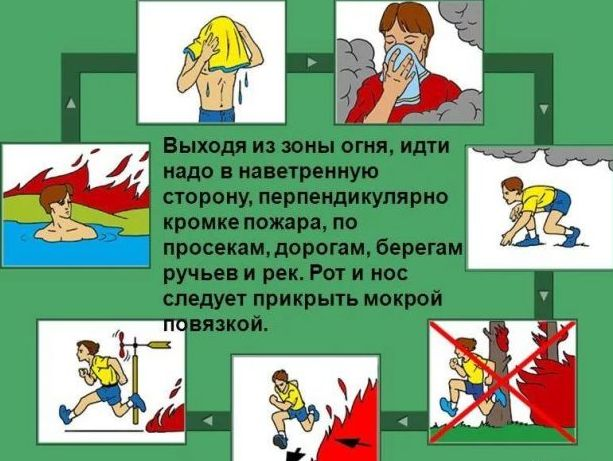 Выходя из зоны огня, идти
надо в наветренную
сторону, перпендикулярно
кромке пожара, по
просекам, дорогам, берегам
ручьев и рек. Рот и нос
следует прикрыть мокрой
повязкой.